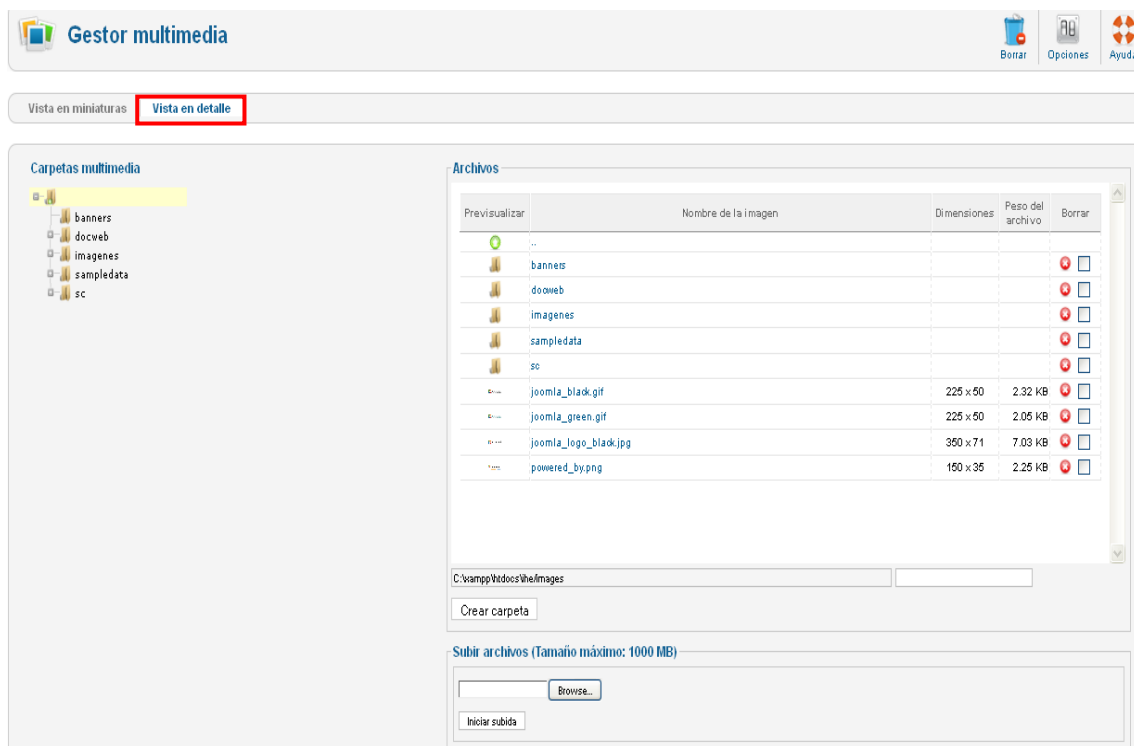 Gestor multimedia
Borrar
Opciones
Ayuda
Vista en miniaturas
Vista en detalle
Carpetas multimedia
banners
docweb
imagenes
sampledata
sc
Archivos
Previsualizar Nombre de la imagen Dimensiones Peso del archivo Borrar
..
banners
docweb
imagenes
sampledata
sc
joomla_black.gif 225 x 50 2.32 KB
joomla_green.gif 225 x 50 2.05 KB
joomla_logo_black.jpg 350 x 71 7.03 KB
powered_by.png 150 x 35 2.25 KB
C:\xampp\htdocs\ihe/images
Crear carpeta
Subir archivos (Tamaño máximo: 1000 MB)
Browse...
Iniciar subida